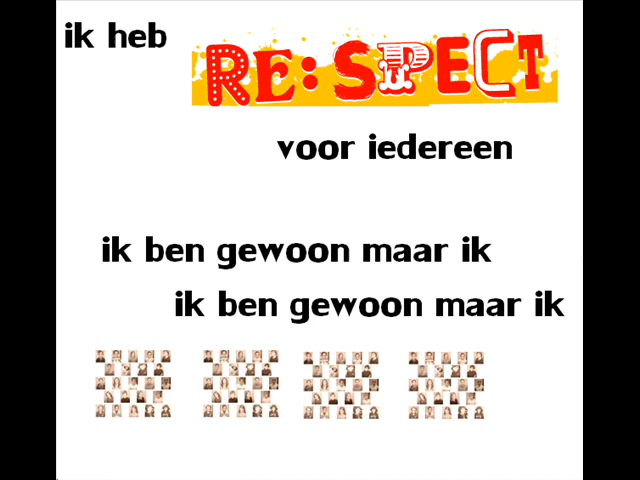 ik heb
RE:SPECT
voor iedereen
ik ben gewoon maar ik
ik ben gewoon maar ik